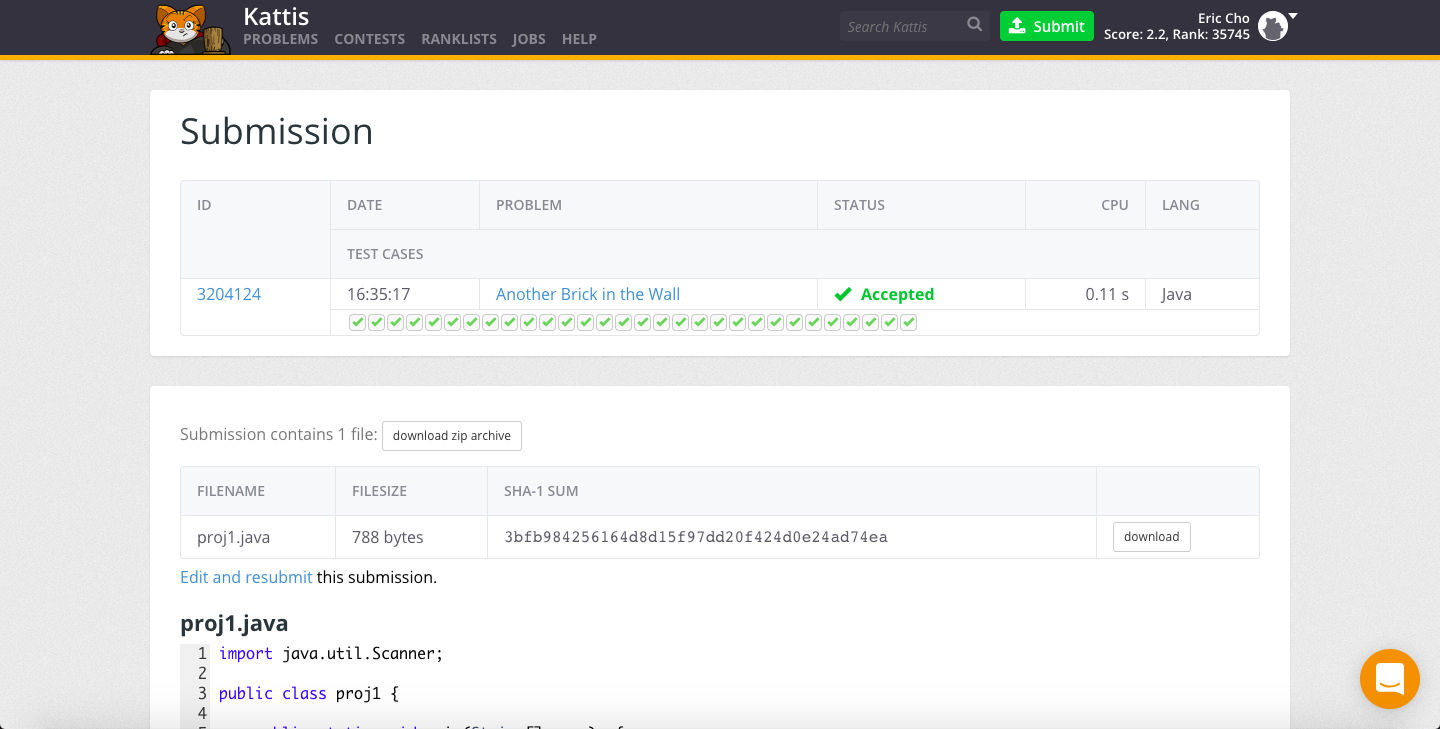 Kattis
PROBLEMS CONTESTS RANKLISTS JOBS HELP
Search Kattis
Submit
Eric Cho
Score: 2.2, Rank: 35745
Submission
ID DATE PROBLEM STATUS CPU LANG
TEST CASES
3204124 16:35:17 Another Brick in the Wall Accepted 0.11 s Java
Submission contains 1 file: download zip archive
FILENAME FILESIZE SHA-1 SUM
proj1.java 788 bytes 3bfb984256164d8d15f97dd20f424d0e24ad74ea download
Edit and resubmit this submission.
proj1.java
1 import java.util.Scanner;
2
3 public class proj1 {
4